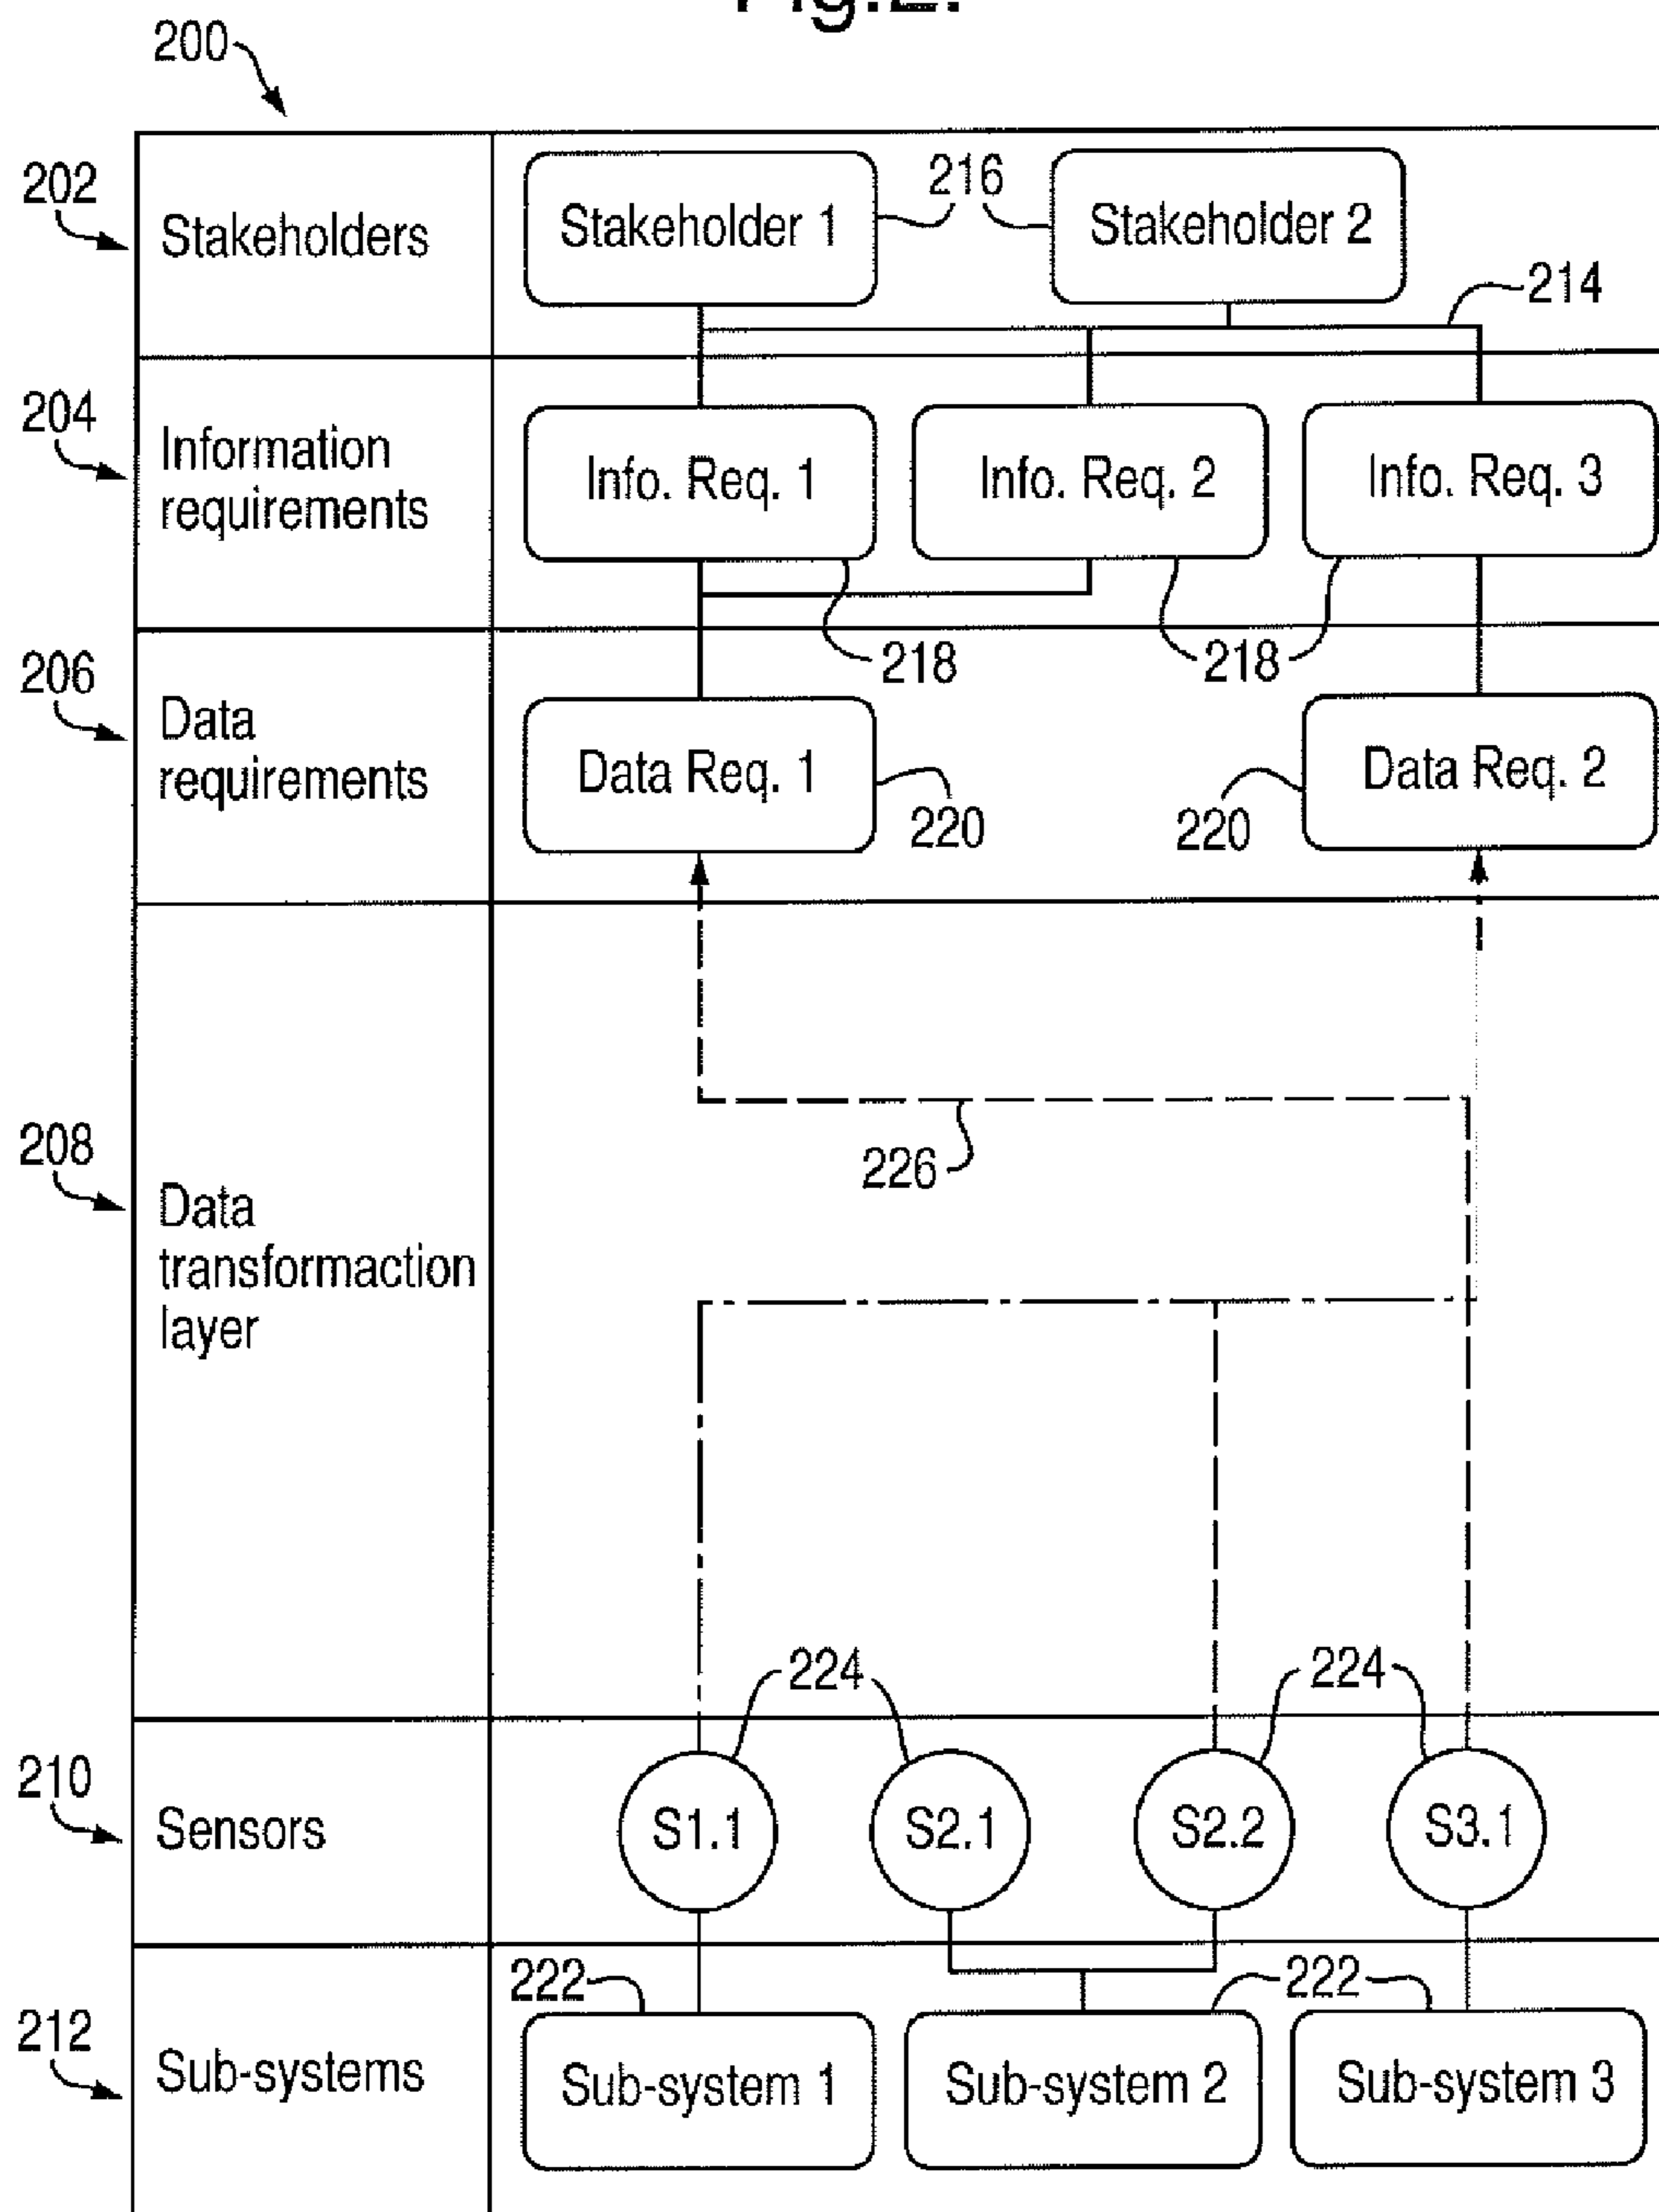 Fig.2.
200
202
Stakeholders
Stakeholder 1
216
Stakeholder 2
214
204
Information
requirements
Info. Req. 1
Info. Req. 2
Info. Req. 3
218
218
206
Data
requirements
Data Req. 1
220
220
Data Req. 2
208
Data
transformaction
layer
226
224
224
210
Sensors
S1.1
S2.1
S2.2
S3.1
212
Sub-systems
222
222
Sub-system 1
Sub-system 2
Sub-system 3